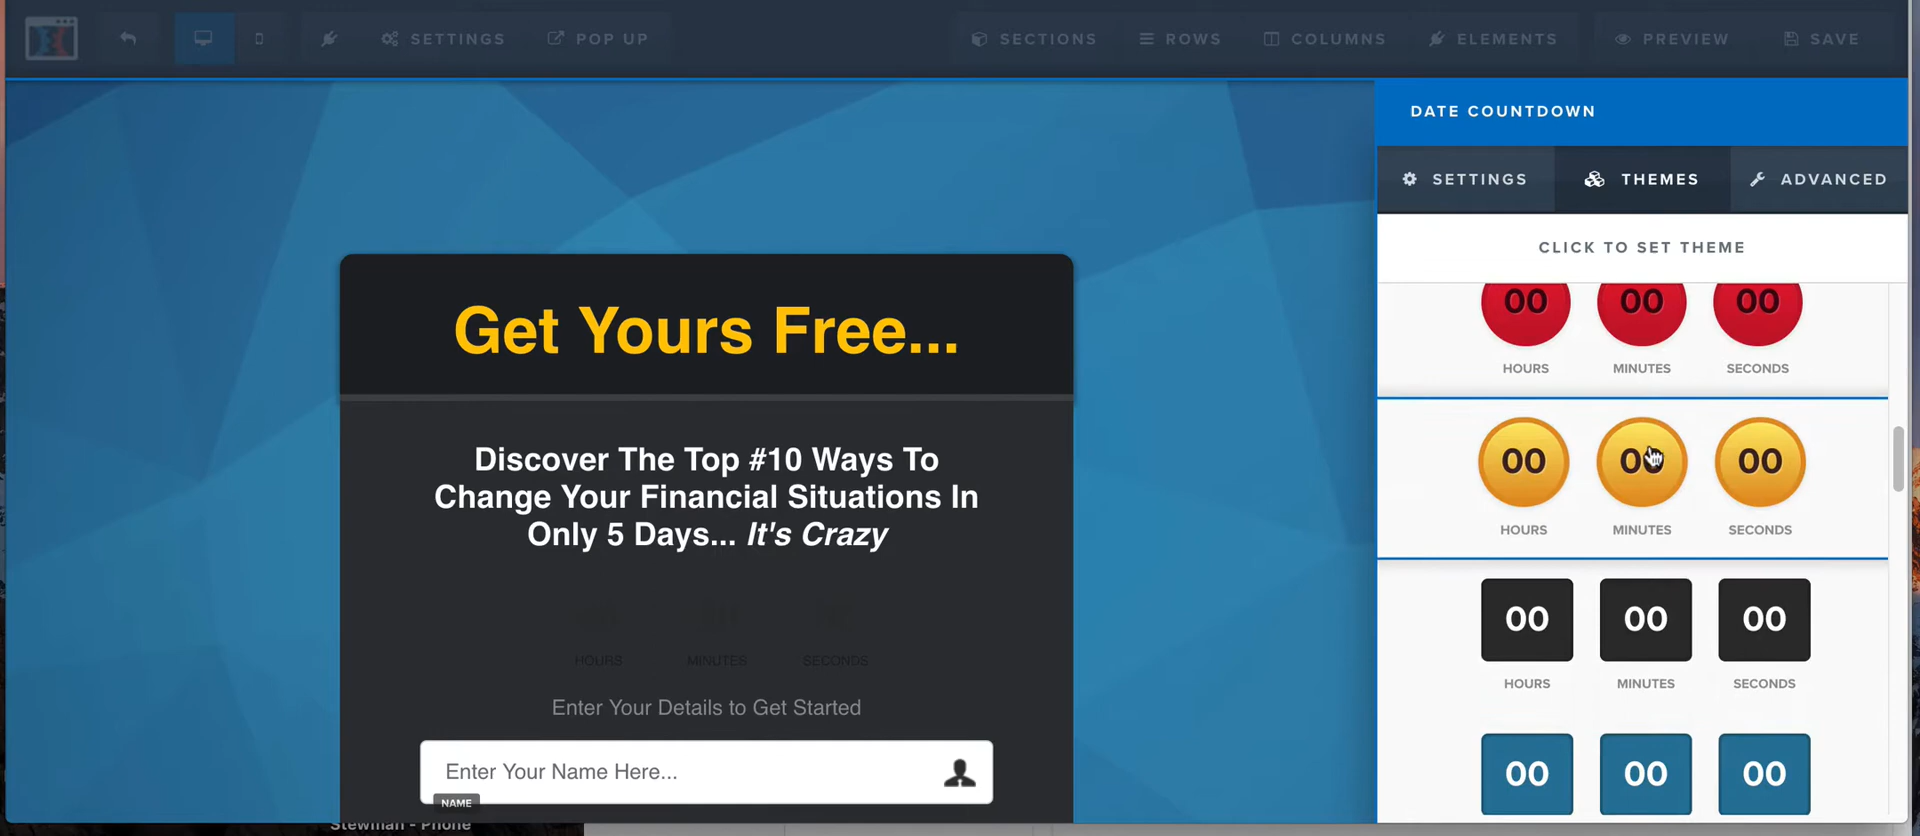 SETTINGS
POP UP
SECTIONS
ROWS
COLUMNS
ELEMENTS
PREVIEW
SAVE
DATE COUNTDOWN
SETTINGS
THEMES
ADVANCED
CLICK TO SET THEME
00 00 00
HOURS MINUTES SECONDS
00 00 00
HOURS MINUTES SECONDS
00 00 00
HOURS MINUTES SECONDS
00 00 00
Get Yours Free...
Discover The Top #10 Ways To
Change Your Financial Situations In
Only 5 Days... It's Crazy
HOURS MINUTES SECONDS
Enter Your Details to Get Started
Enter Your Name Here...
NAME
Stewman - Phone